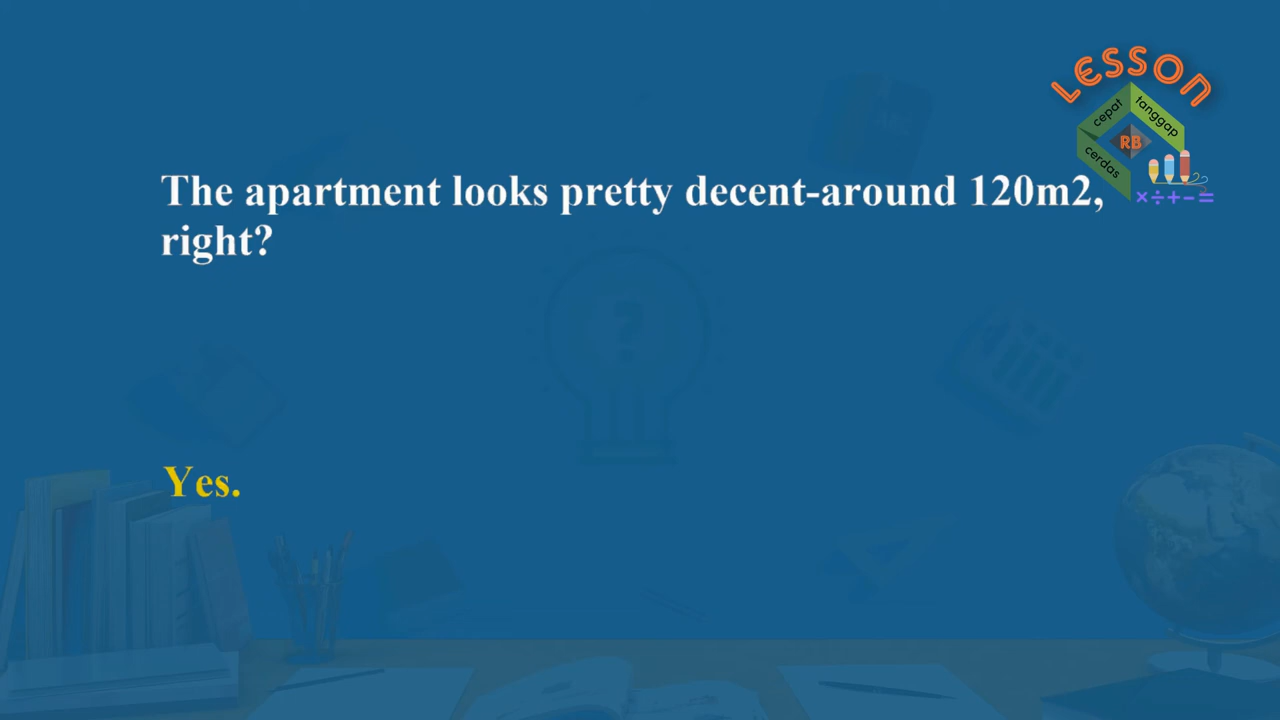 LESSON
cepat
tanggap
cerdas
RB
×÷+−=
The apartment looks pretty decent-around 120m2,
right?
Yes.